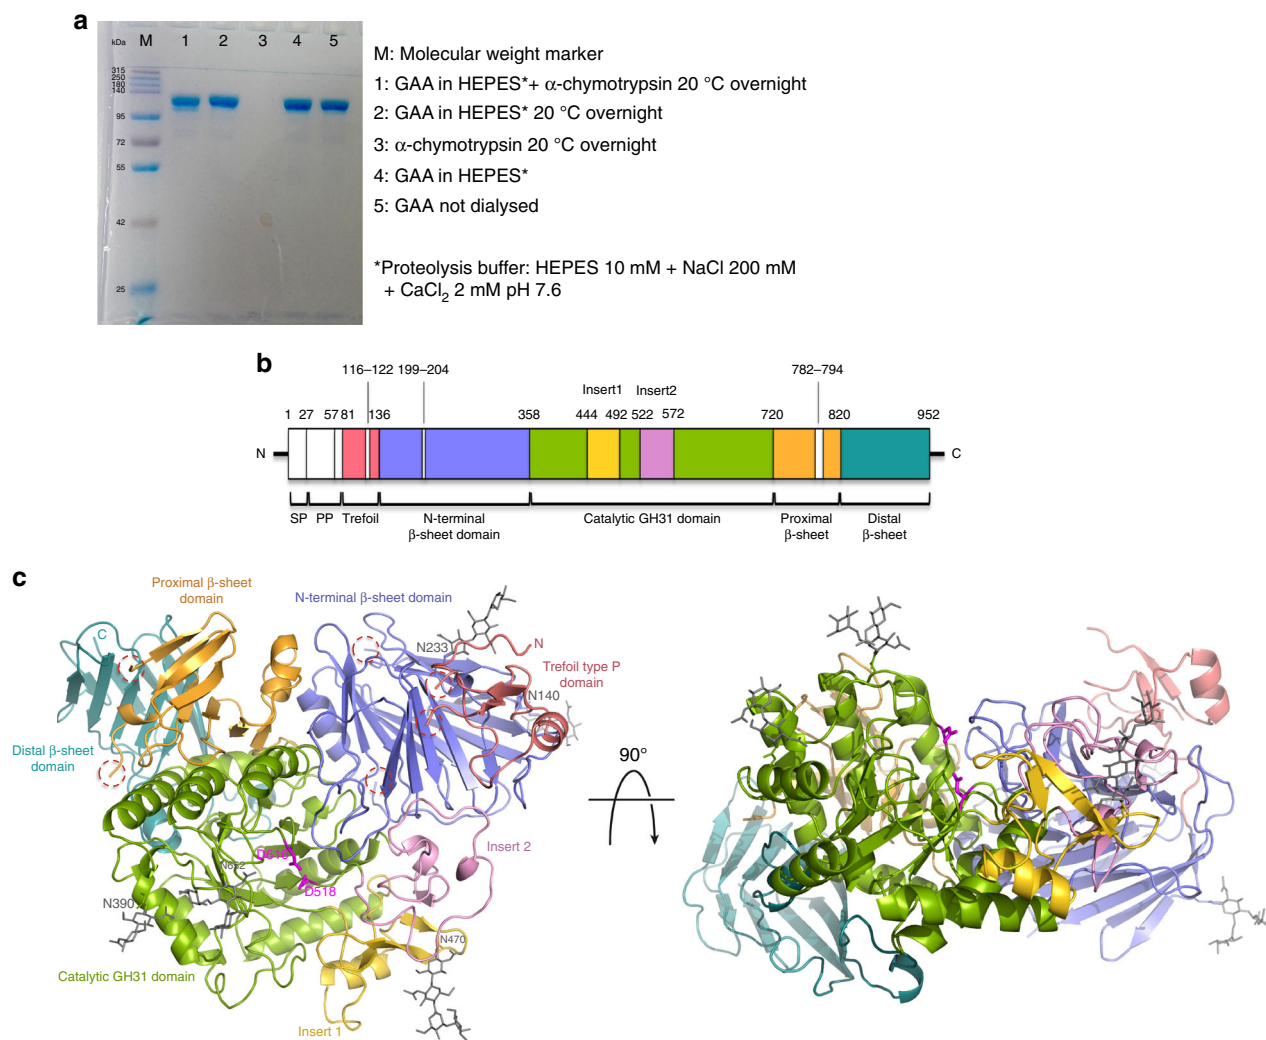 a
kDa M 1 2 3 4 5
315
250
180
140
95
72
55
42
25
M: Molecular weight marker
1: GAA in HEPES*+ α-chymotrypsin 20 °C overnight
2: GAA in HEPES* 20 °C overnight
3: α-chymotrypsin 20 °C overnight
4: GAA in HEPES*
5: GAA not dialysed
*Proteolysis buffer: HEPES 10 mM + NaCl 200 mM
+ CaCl₂ 2 mM pH 7.6
b
116–122 199–204 782–794
Insert1 Insert2
1 27 57 81 136 358 444 492 522 572 720 820 952
N C
SP PP Trefoil N-terminal Catalytic GH31 domain Proximal Distal
β-sheet domain β-sheet β-sheet
c
Proximal β-sheet
domain
N-terminal β-sheet domain
C
N233
N
Trefoil type P
domain
N140
Distal β-sheet
domain
90°
Insert 2
D616
N652
D518
N390
N470
Catalytic GH31 domain
Insert 1